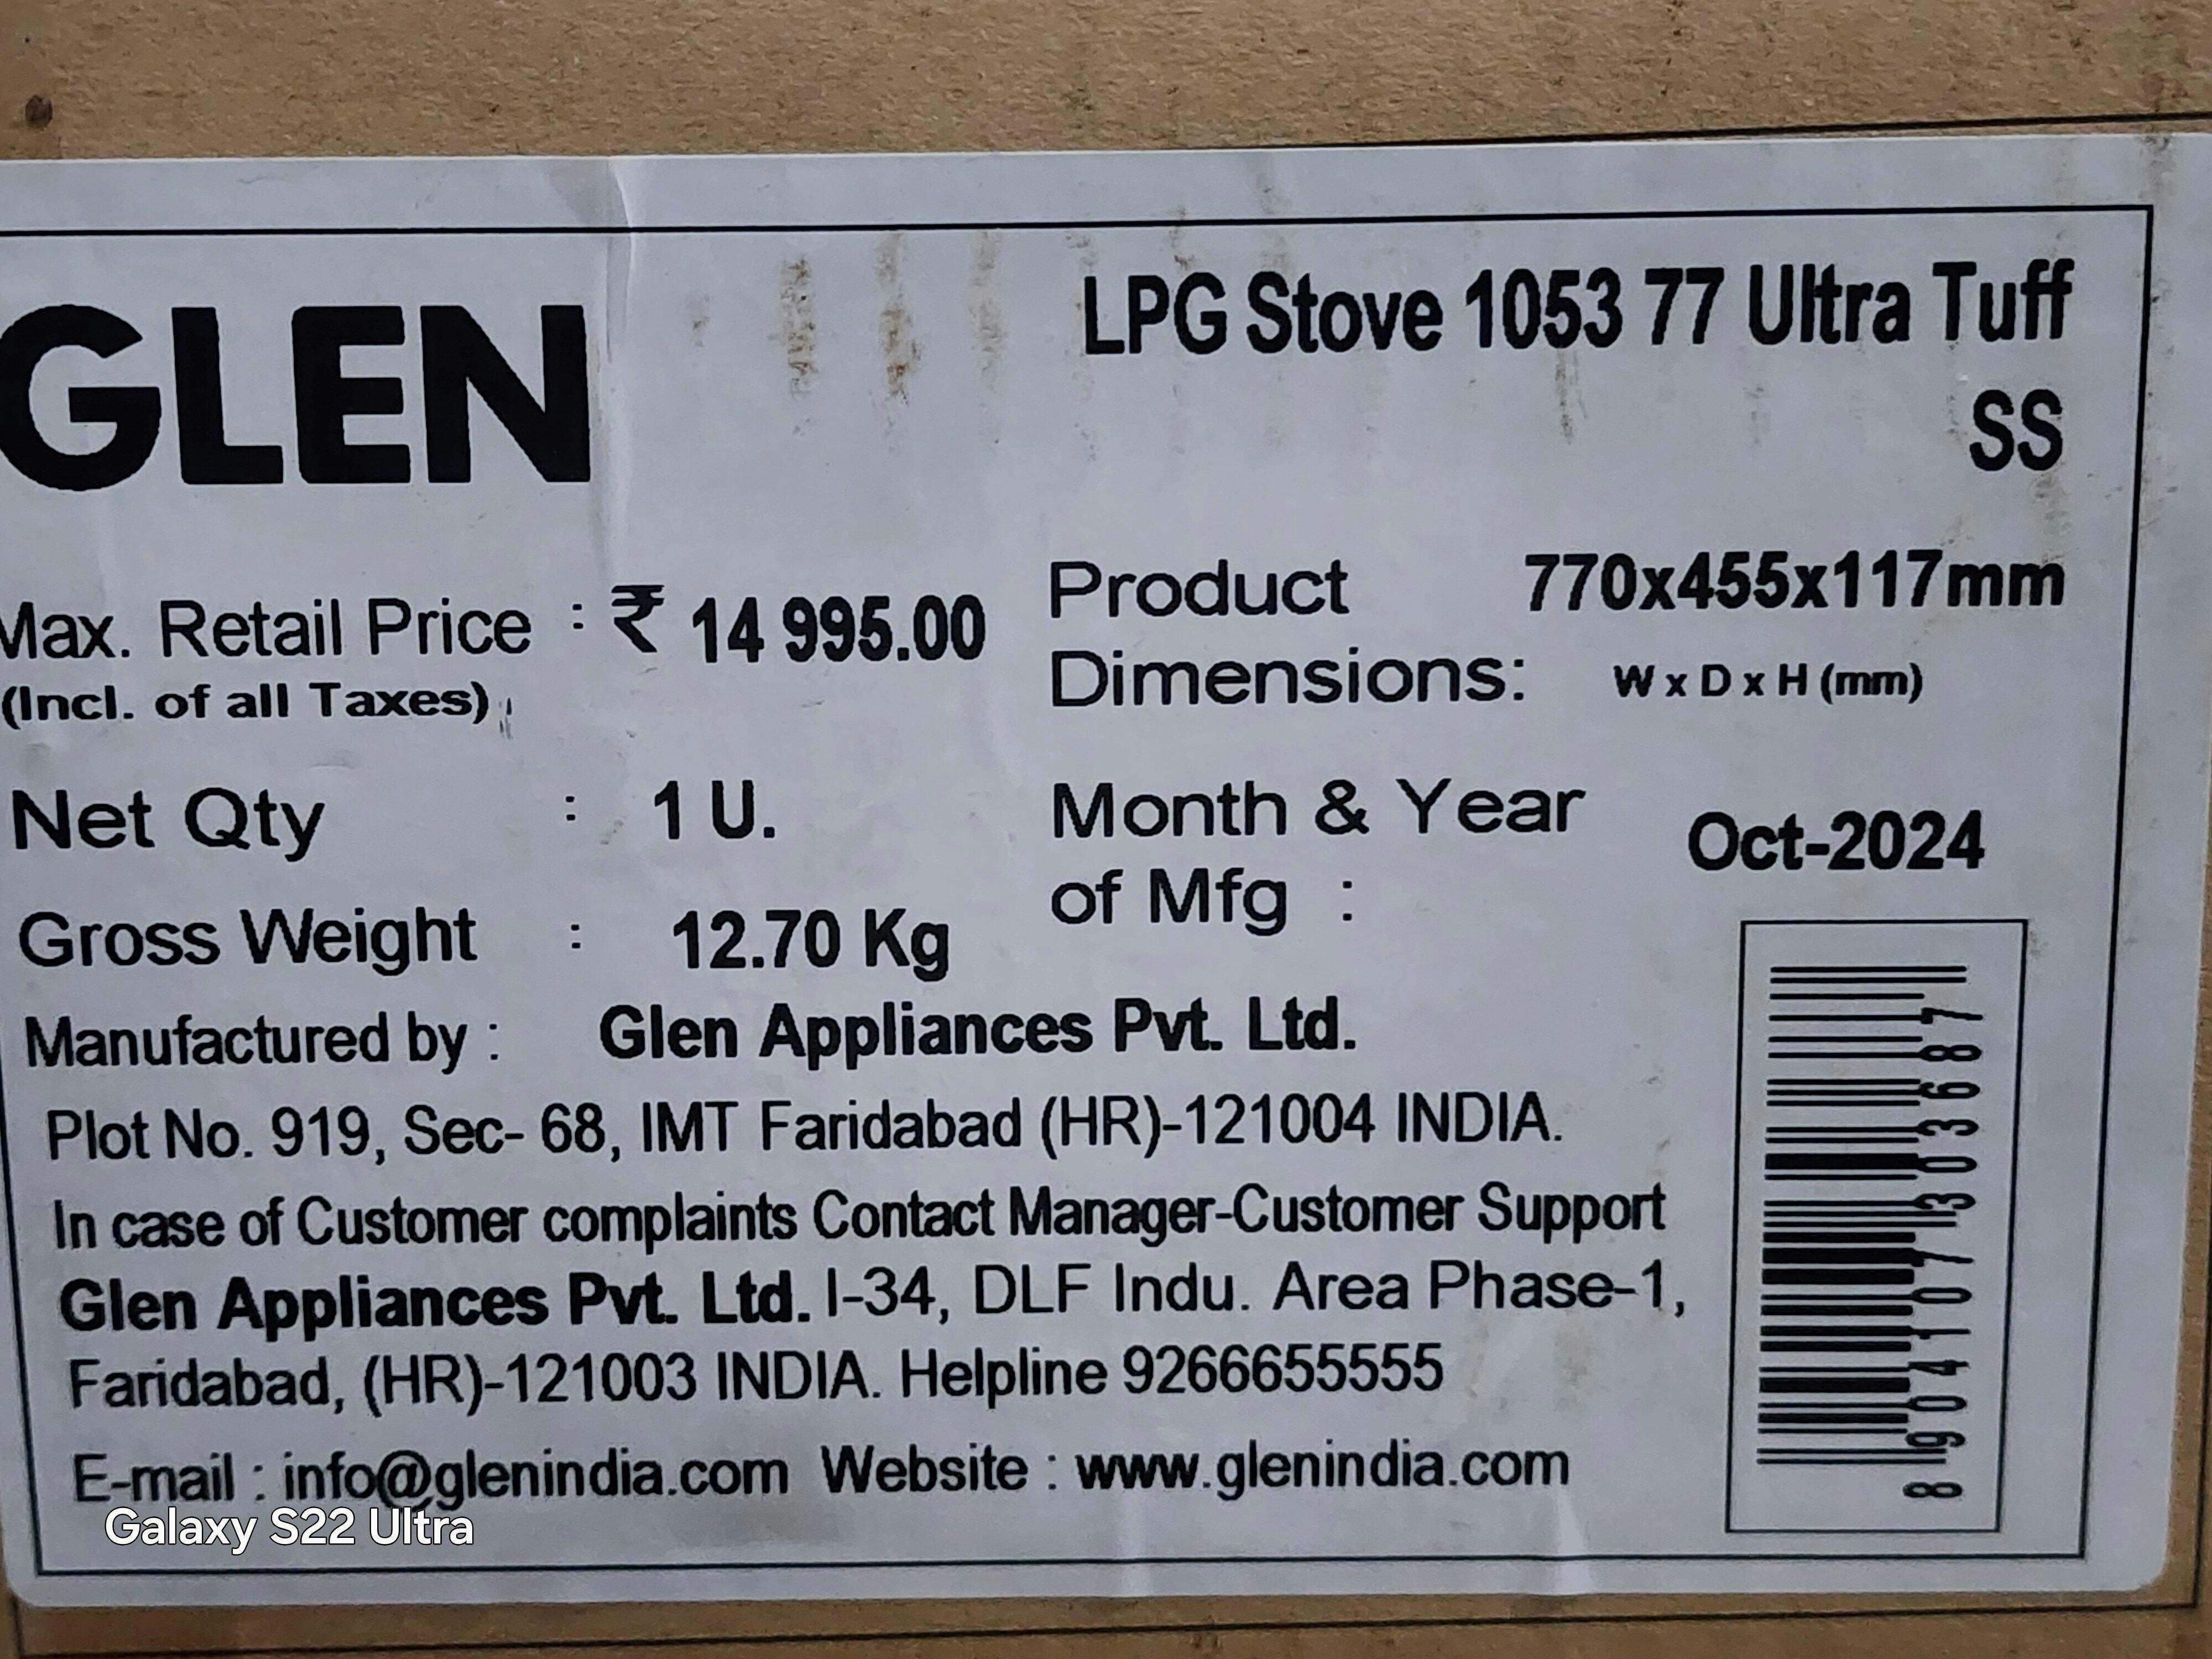 GLEN
LPG Stove 1053 77 Ultra Tuff
SS
Max. Retail Price : ₹ 14 995.00
(Incl. of all Taxes)
Product
Dimensions:
770x455x117mm
W x D x H (mm)
Net Qty : 1 U.
Month & Year
of Mfg :
Oct-2024
Gross Weight : 12.70 Kg
Manufactured by : Glen Appliances Pvt. Ltd.
Plot No. 919, Sec- 68, IMT Faridabad (HR)-121004 INDIA.
In case of Customer complaints Contact Manager-Customer Support
Glen Appliances Pvt. Ltd. I-34, DLF Indu. Area Phase-1,
Faridabad, (HR)-121003 INDIA. Helpline 9266655555
E-mail : info@glenindia.com Website : www.glenindia.com
8904107303687
Galaxy S22 Ultra